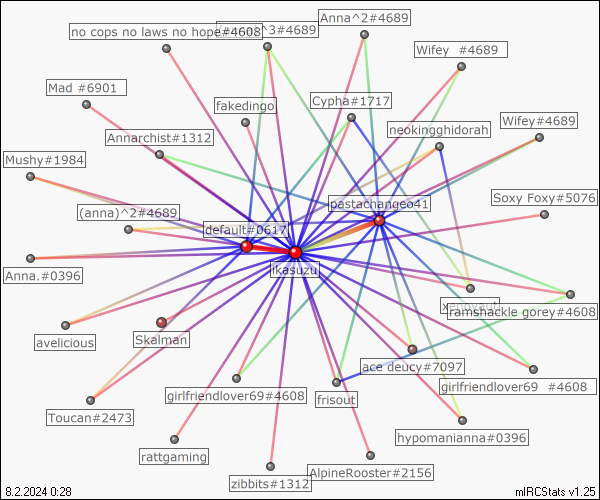 no cops no laws no hope#4608
^3#4689
Anna^2#4689
Wifey #4689
Mad #6901
fakedingo
Cypha#1717
Annarchist#1312
neokingghidorah
Wifey#4689
Mushy#1984
Soxy Foxy#5076
pastachangeo41
(anna)^2#4689
default#0617
ikasuzu
Anna.#0396
ramshackle gorey#4608
avelicious
Skalman
ace deucy#7097
girlfriendlover69 #4608
girlfriendlover69#4608
frisout
Toucan#2473
hypomanianna#0396
rattgaming
AlpineRooster#2156
zibbits#1312
8.2.2024 0:28
mIRCStats v1.25